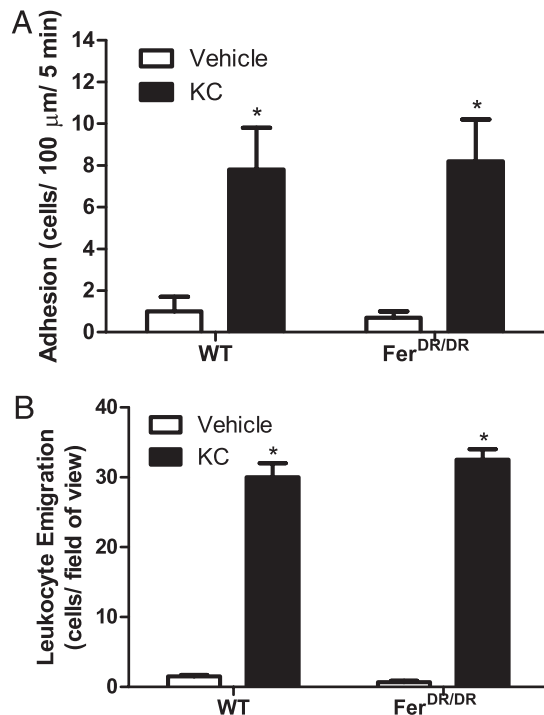 A
Adhesion (cells/ 100 μm/ 5 min)
14
12
10
8
6
4
2
0
Vehicle
KC
*
*
WT
Fer^DR/DR
B
Leukocyte Emigration
(cells/ field of view)
40
30
20
10
0
Vehicle
KC
*
*
WT
Fer^DR/DR